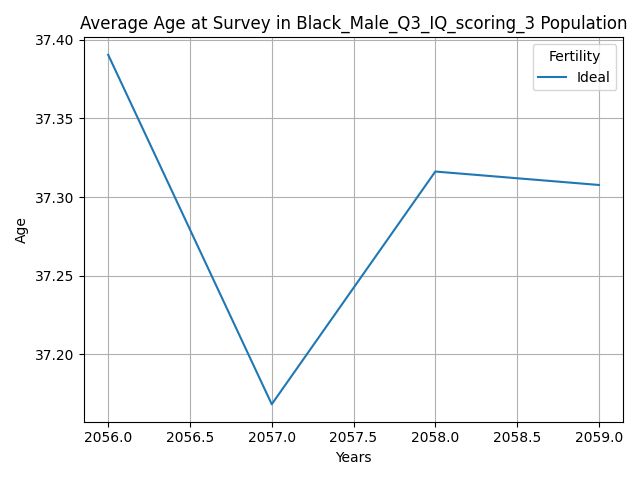 Average Age at Survey in Black_Male_Q3_IQ_scoring_3 Population
37.40
37.35
37.30
37.25
37.20
Age
Fertility
Ideal
2056.0 2056.5 2057.0 2057.5 2058.0 2058.5 2059.0
Years